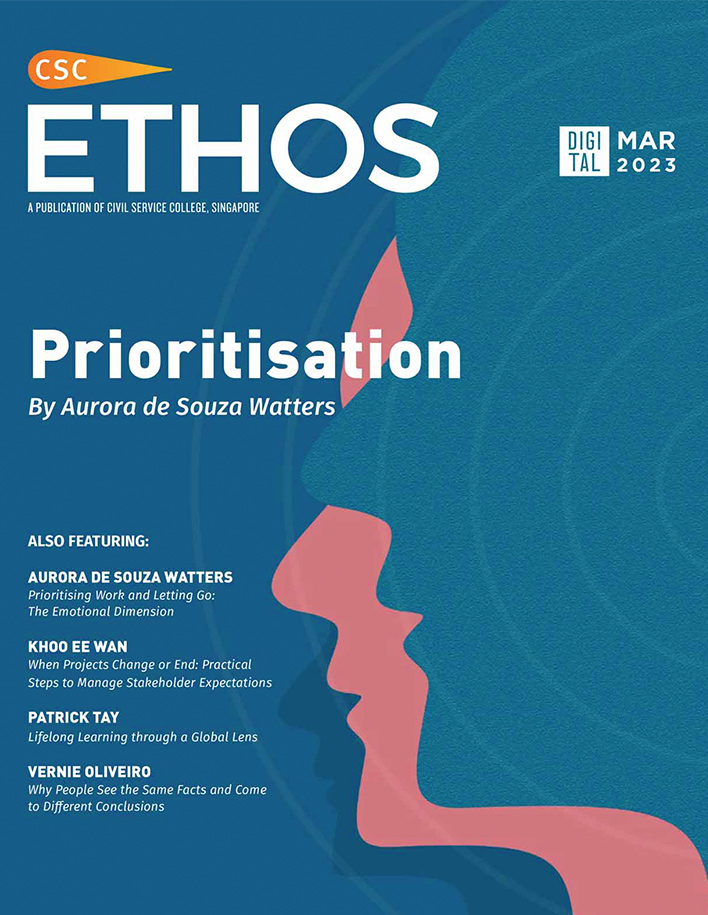 CSC
ETHOS
A PUBLICATION OF CIVIL SERVICE COLLEGE, SINGAPORE
DIGI
TAL
MAR
2023
Prioritisation
By Aurora de Souza Watters
ALSO FEATURING:
AURORA DE SOUZA WATTERS
Prioritising Work and Letting Go:
The Emotional Dimension
KHOO EE WAN
When Projects Change or End: Practical
Steps to Manage Stakeholder Expectations
PATRICK TAY
Lifelong Learning through a Global Lens
VERNIE OLIVEIRO
Why People See the Same Facts and Come
to Different Conclusions